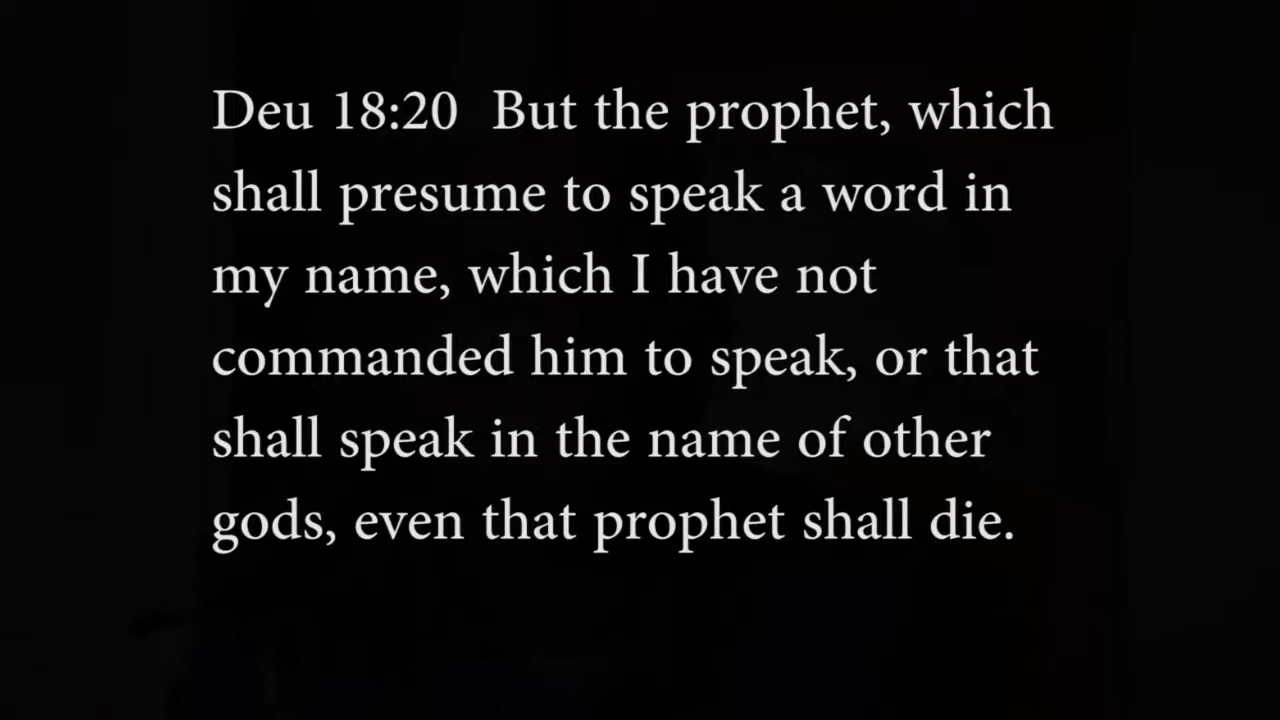 Deu 18:20  But the prophet, which
shall presume to speak a word in
my name, which I have not
commanded him to speak, or that
shall speak in the name of other
gods, even that prophet shall die.